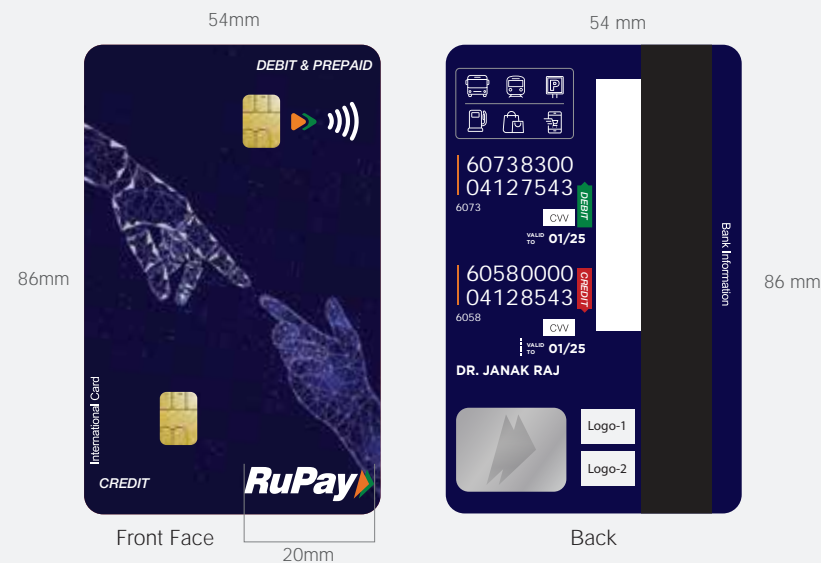 54mm
DEBIT & PREPAID
86mm
International Card
CREDIT
RuPay
Front Face
20mm
54 mm
P
60738300
04127543
6073
DEBIT
CVV
VALID
TO 01/25
60580000
04128543
6058
CREDIT
CVV
VALID
TO 01/25
DR. JANAK RAJ
Logo-1
Logo-2
Bank Information
86 mm
Back